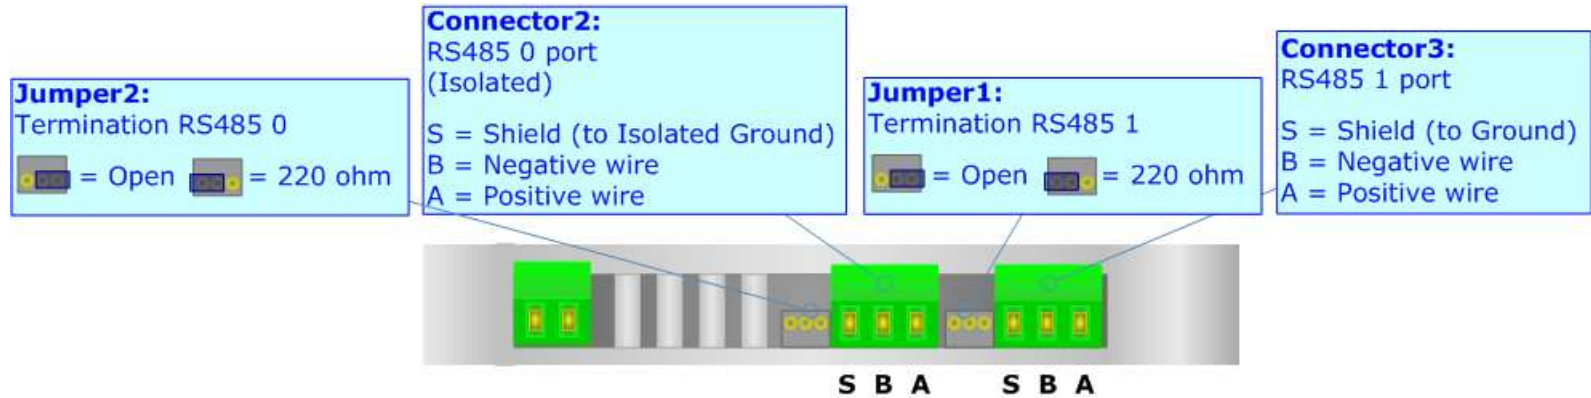 Jumper2:
Termination RS485 0
= Open = 220 ohm
Connector2:
RS485 0 port
(Isolated)
S = Shield (to Isolated Ground)
B = Negative wire
A = Positive wire
Jumper1:
Termination RS485 1
= Open = 220 ohm
Connector3:
RS485 1 port
S = Shield (to Ground)
B = Negative wire
A = Positive wire
S B A S B A